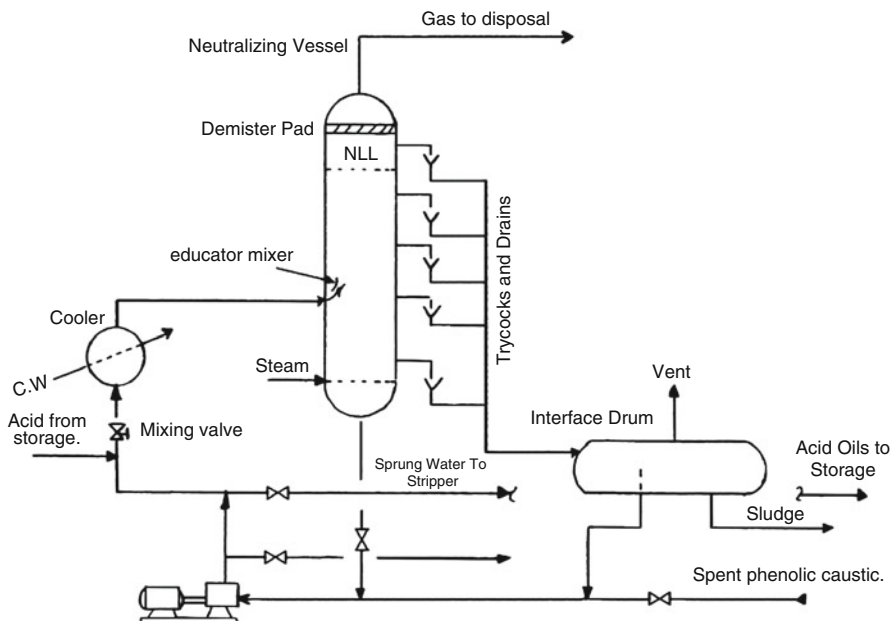 Gas to disposal
Neutralizing Vessel
Demister Pad
NLL
educator mixer
Trycocks and Drains
Cooler
C.W
Steam
Vent
Interface Drum
Acid from
storage.
Mixing valve
Acid Oils to
Storage
Sprung Water To
Stripper
Sludge
Spent phenolic caustic.